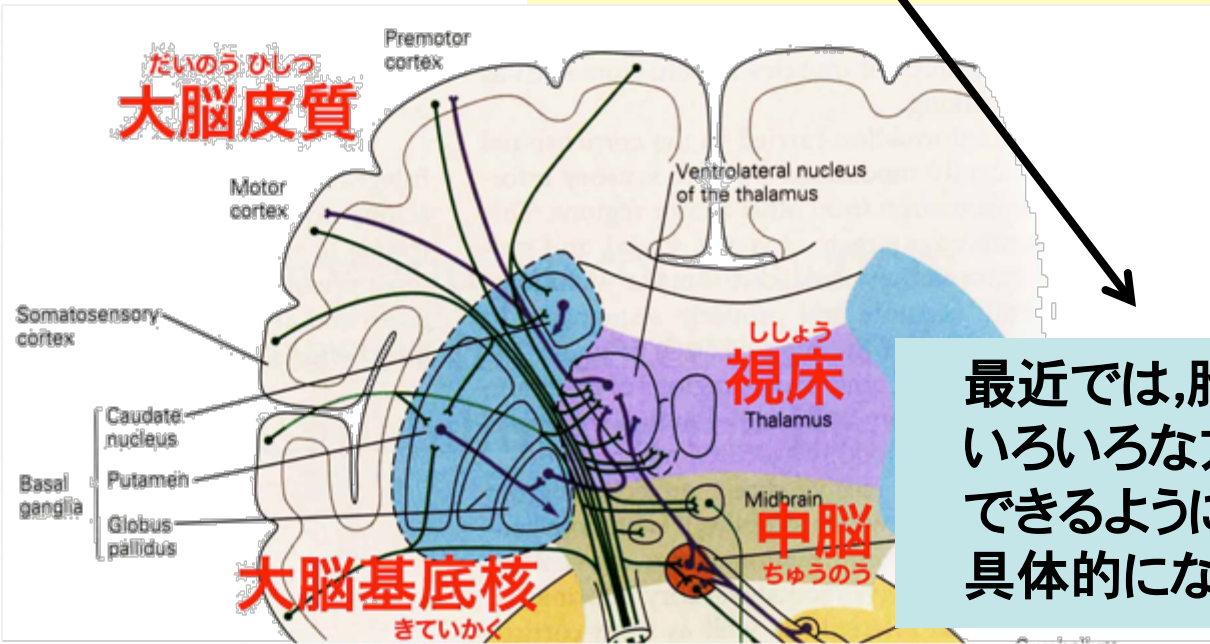 Premotor
cortex
だいのう ひしつ
大脳皮質
Ventrolateral nucleus
of the thalamus
Motor
cortex
Somatosensory
cortex
ししょう
視床
Thalamus
最近では,
いろいろな
できるように
具体的にな
Caudate
nucleus
Putamen
Basal
ganglia
Globus
pallidus
Midbrain
中脳
ちゅうのう
大脳基底核
きていかく